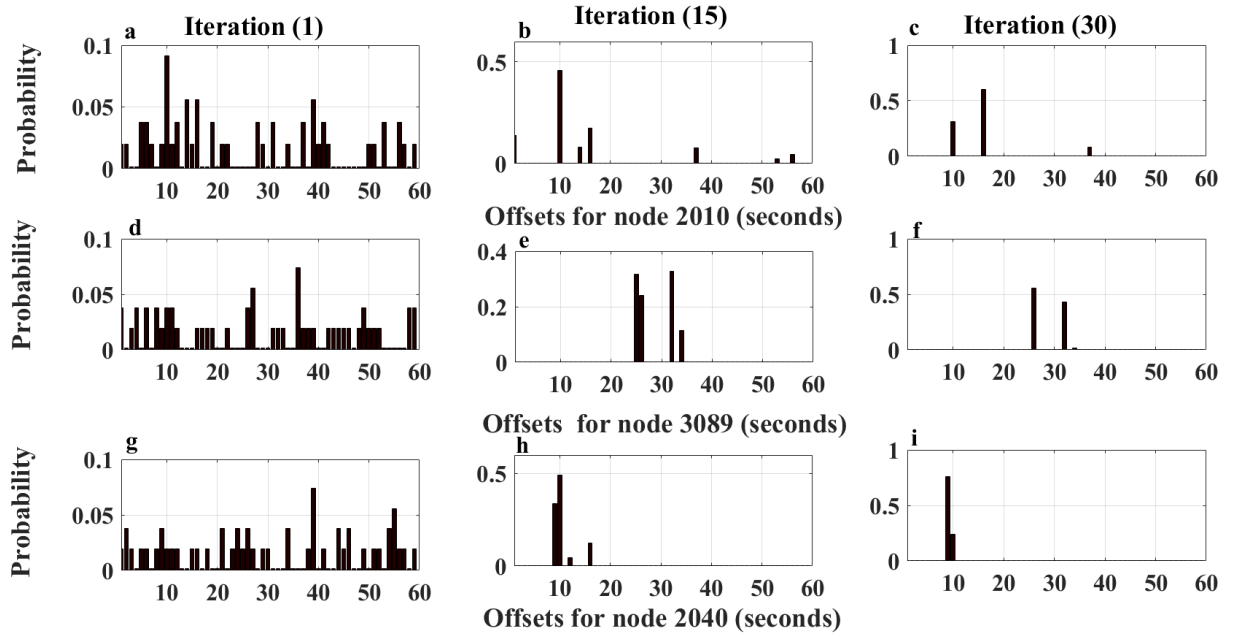 Iteration (1)
Iteration (15)
Iteration (30)
a
b
c
Probability
0.1
0.05
0
10 20 30 40 50 60
0.5
0
10 20 30 40 50 60
1
0.5
0
10 20 30 40 50 60
Offsets for node 2010 (seconds)
d
e
f
Probability
0.1
0.05
0
10 20 30 40 50 60
0.4
0.2
0
10 20 30 40 50 60
1
0.5
0
10 20 30 40 50 60
Offsets for node 3089 (seconds)
g
h
i
Probability
0.1
0.05
0
10 20 30 40 50 60
0.5
0
10 20 30 40 50 60
1
0.5
0
10 20 30 40 50 60
Offsets for node 2040 (seconds)